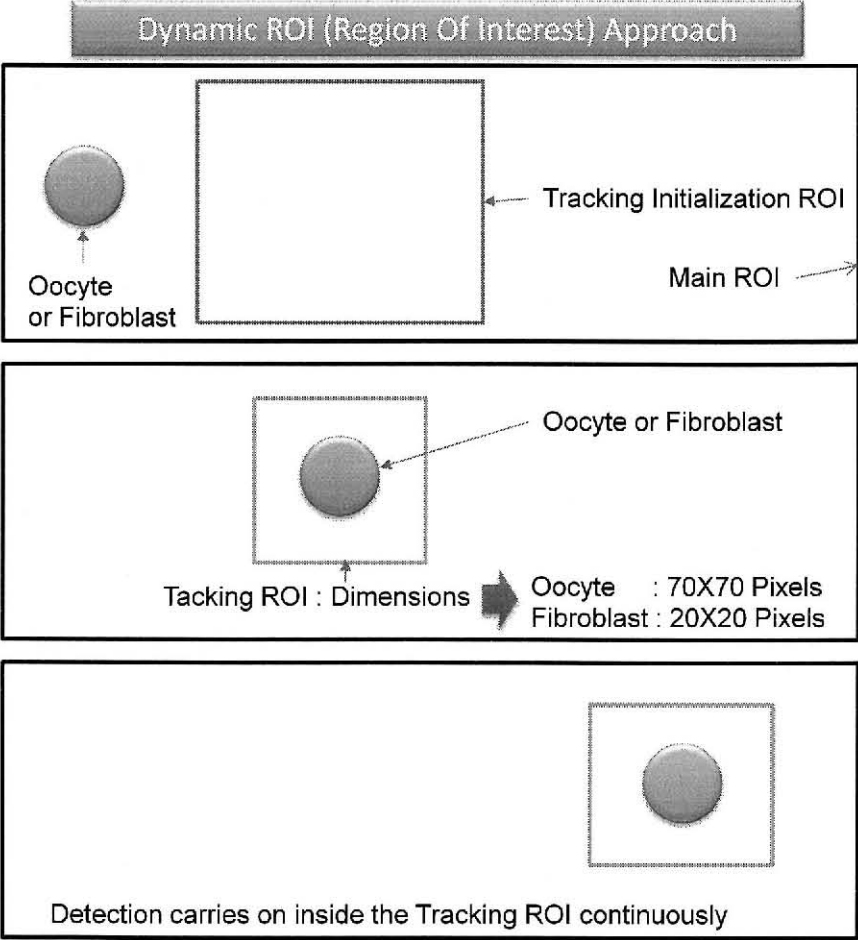 Dynamic ROI (Region Of Interest) Approach
Tracking Initialization ROI
Main ROI
Oocyte
or Fibroblast
Oocyte or Fibroblast
Tacking ROI : Dimensions
Oocyte : 70X70 Pixels
Fibroblast : 20X20 Pixels
Detection carries on inside the Tracking ROI continuously